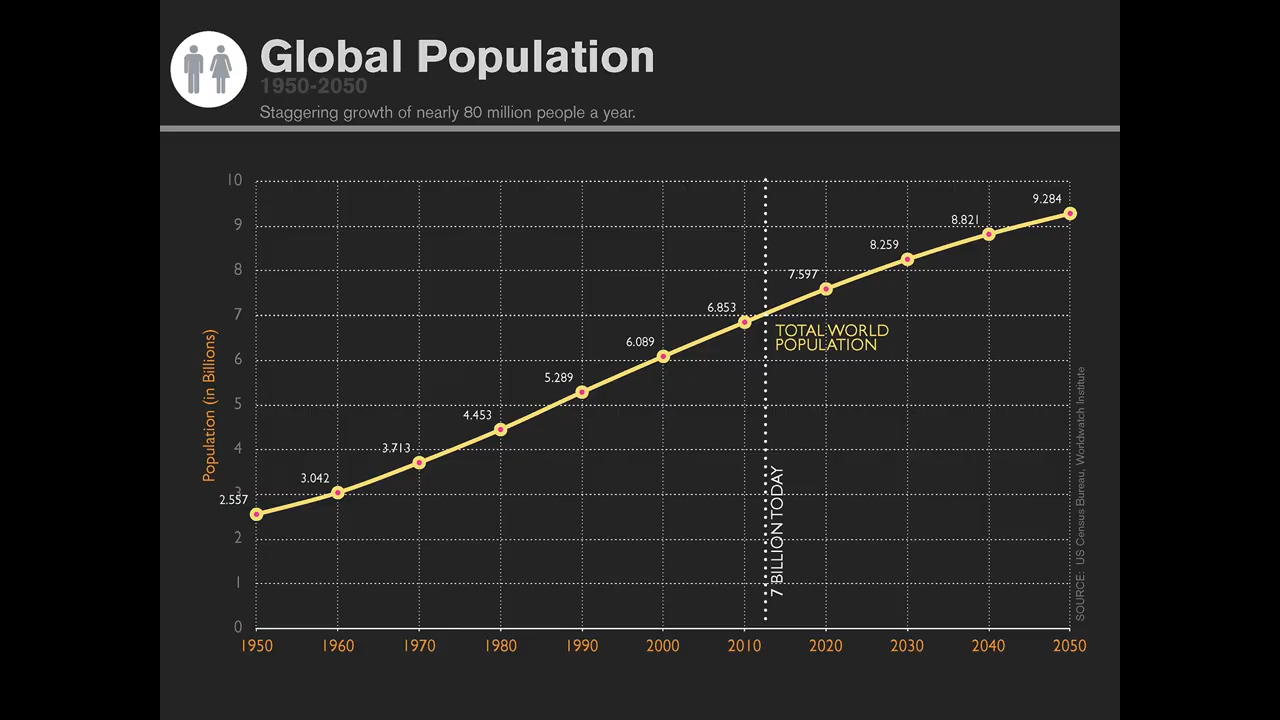 Global Population
1950-2050
Staggering growth of nearly 80 million people a year.
10
9
8
7
6
5
4
3
2
1
0
Population (in Billions)
2.557
3.042
3.713
4.453
5.289
6.089
6.853
7.597
8.259
8.821
9.284
TOTAL WORLD
POPULATION
7 BILLION TODAY
SOURCE: US Census Bureau, Worldwatch Institute
1950 1960 1970 1980 1990 2000 2010 2020 2030 2040 2050